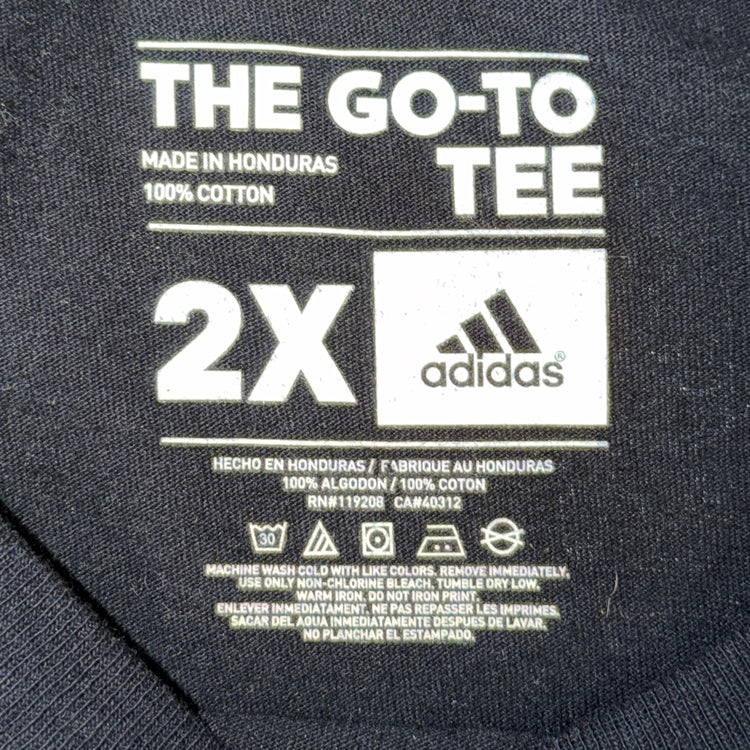 THE GO-TO
TEE
MADE IN HONDURAS
100% COTTON
2X
adidas®
HECHO EN HONDURAS / FABRIQUE AU HONDURAS
100% ALGODON / 100% COTON
RN#119208 CA#40312
30
MACHINE WASH COLD WITH LIKE COLORS. REMOVE IMMEDIATELY.
USE ONLY NON-CHLORINE BLEACH. TUMBLE DRY LOW.
WARM IRON. DO NOT IRON PRINT.
ENLEVER INMEDIATAMENT. NE PAS REPASSER LES IMPRIMES.
SACAR DEL AGUA INMEDIATAMENTE DESPUES DE LAVAR.
NO PLANCHAR EL ESTAMPADO.